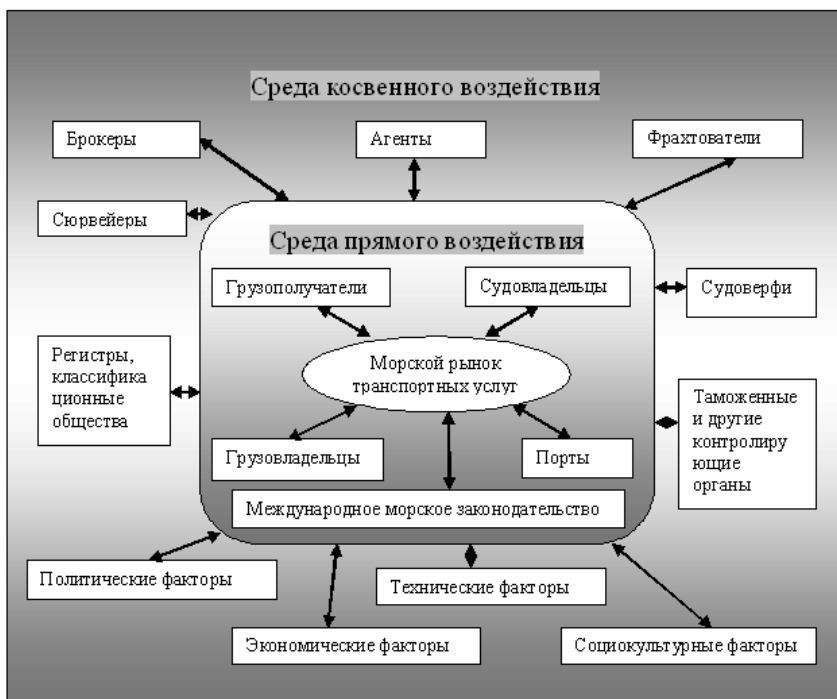 Среда косвенного воздействия
Брокеры
Агенты
Фрахтователи
Сюрвейеры
Среда прямого воздействия
Грузополучатели
Судовладельцы
Судоверфи
Регистры,
классифика
ционные
общества
Морской рынок
транспортных услуг
Таможенные
и другие
контролиру
ющие
органы
Грузовладельцы
Порты
Международное морское законодательство
Политические факторы
Технические факторы
Экономические факторы
Социокультурные факторы